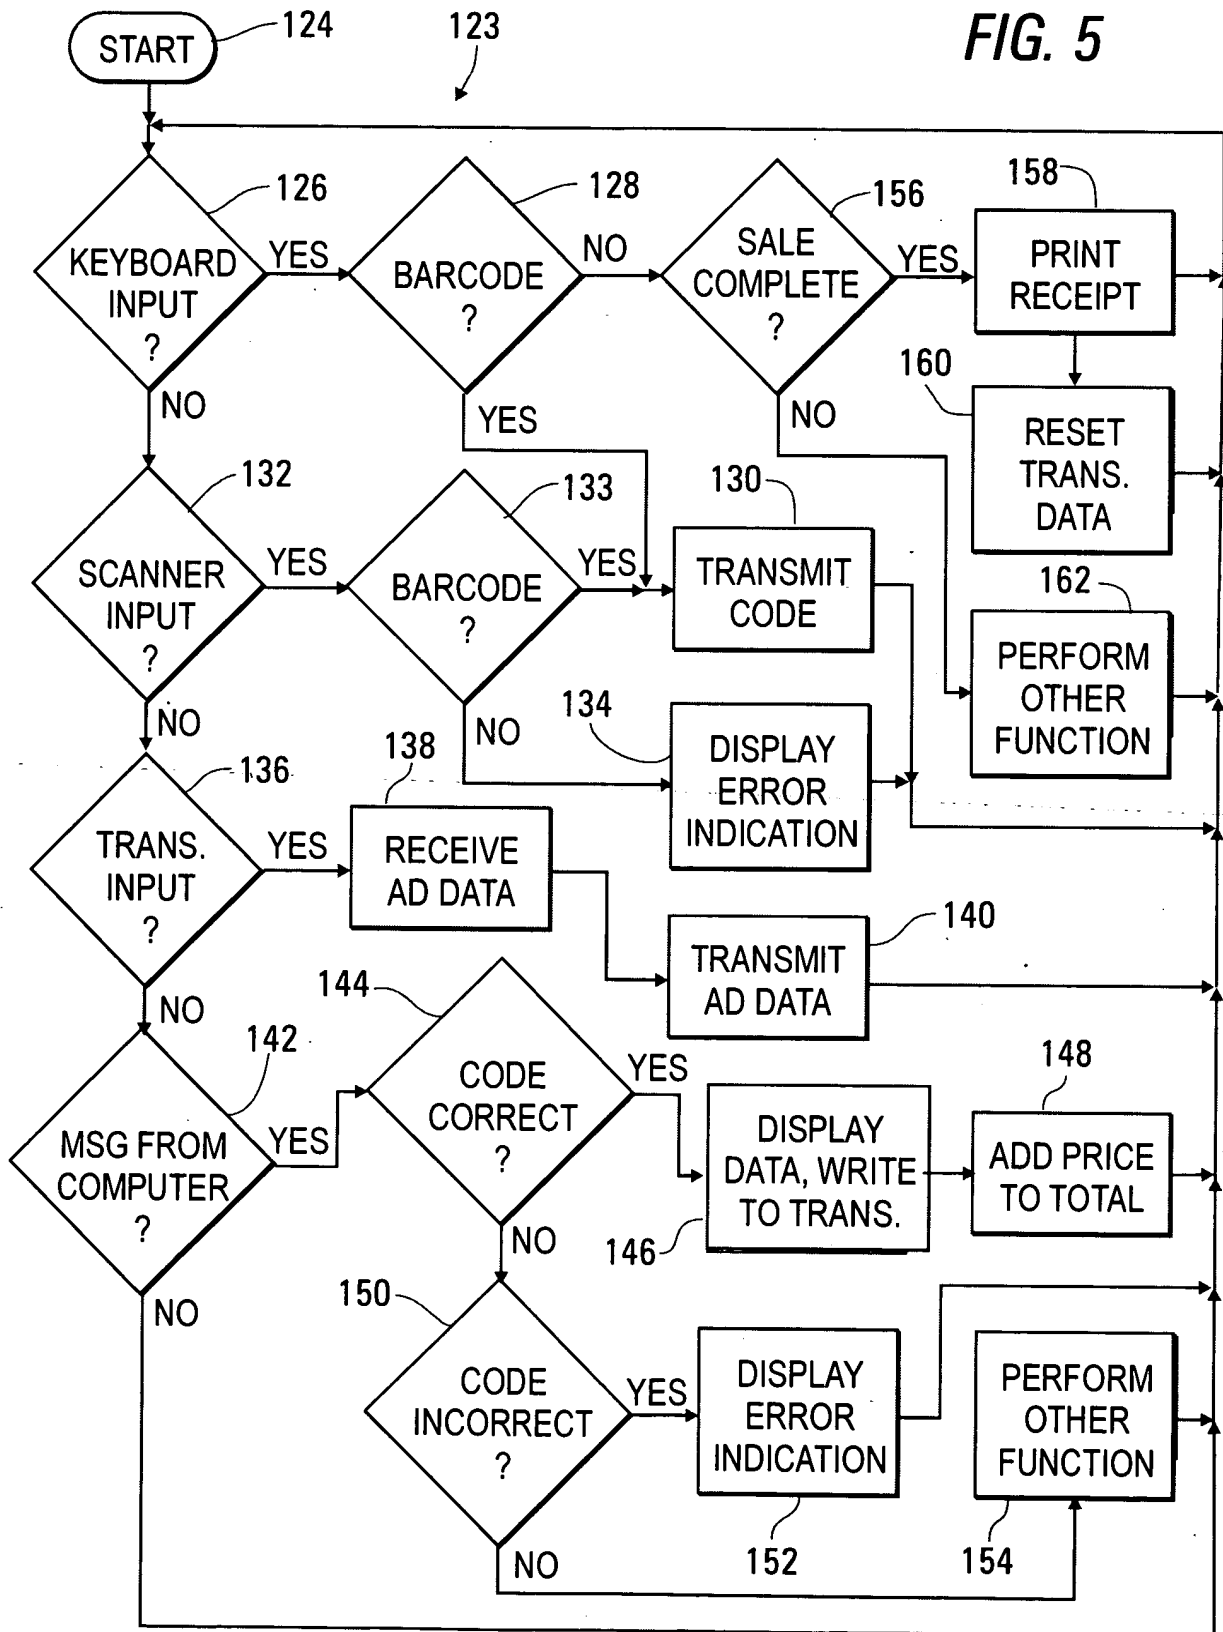 FIG. 5
START
124
123
126
KEYBOARD
INPUT
?
YES
NO
128
BARCODE
?
NO
YES
156
SALE
COMPLETE
?
YES
NO
158
PRINT
RECEIPT
160
RESET
TRANS.
DATA
132
SCANNER
INPUT
?
YES
NO
133
BARCODE
?
YES
NO
130
TRANSMIT
CODE
162
PERFORM
OTHER
FUNCTION
134
DISPLAY
ERROR
INDICATION
136
TRANS.
INPUT
?
YES
NO
138
RECEIVE
AD DATA
140
TRANSMIT
AD DATA
142
MSG FROM
COMPUTER
?
YES
NO
144
CODE
CORRECT
?
YES
NO
146
DISPLAY
DATA, WRITE
TO TRANS.
148
ADD PRICE
TO TOTAL
150
CODE
INCORRECT
?
YES
NO
152
DISPLAY
ERROR
INDICATION
154
PERFORM
OTHER
FUNCTION